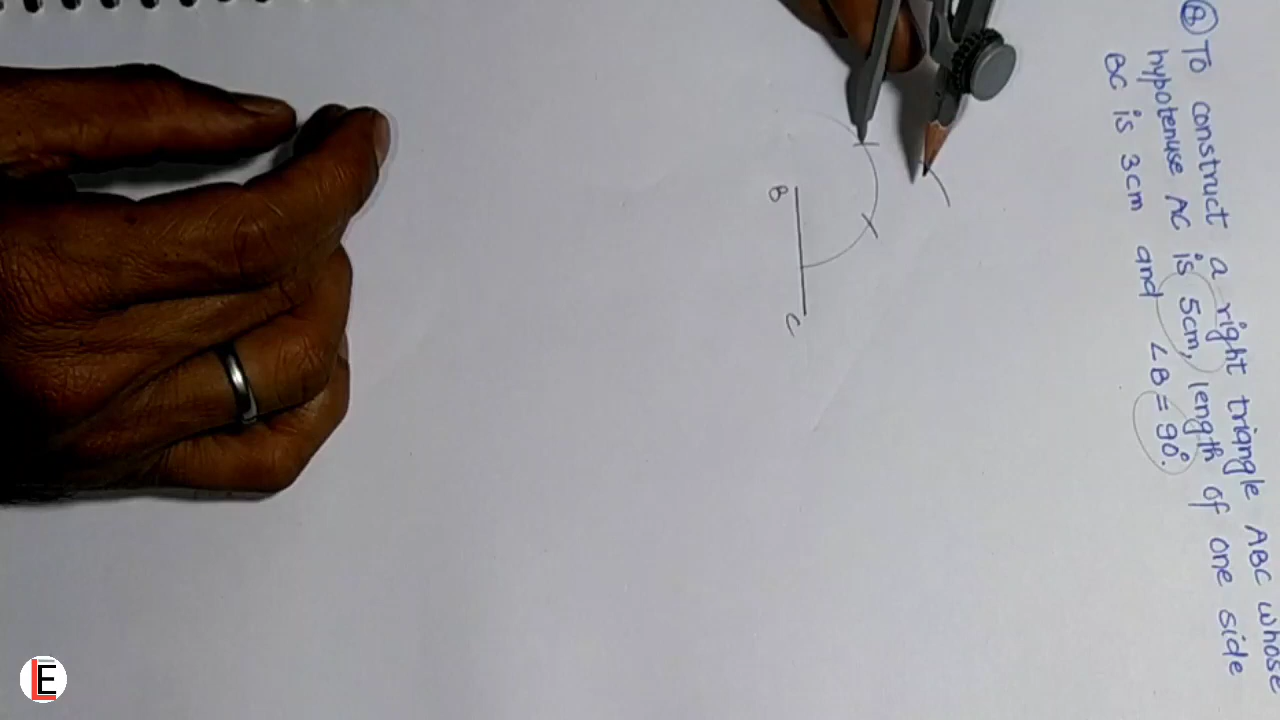 B To construct a right triangle ABC whose
hypotenuse AC is 5cm, length of one side
BC is 3cm and ∠B = 90°.
B
C
LE